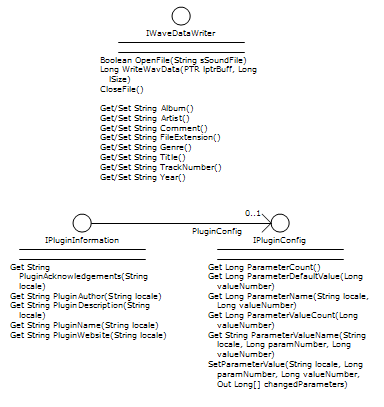 IWaveDataWriter
Boolean OpenFile(String sSoundFile)
Long WriteWavData(PTR lptrBuff, Long
lSize)
CloseFile()
Get/Set String Album()
Get/Set String Artist()
Get/Set String Comment()
Get/Set String FileExtension()
Get/Set String Genre()
Get/Set String Title()
Get/Set String TrackNumber()
Get/Set String Year()
0..1
PluginConfig
IPluginInformation
Get String
PluginAcknowledgements(String
locale)
Get String PluginAuthor(String locale)
Get String PluginDescription(String
locale)
Get String PluginName(String locale)
Get String PluginWebsite(String locale)
IPluginConfig
Get Long ParameterCount()
Get Long ParameterDefaultValue(Long
valueNumber)
Get Long ParameterName(String locale,
Long valueNumber)
Get Long ParameterValueCount(Long
valueNumber)
Get String ParameterValueName(String
locale, Long paramNumber, Long
valueNumber)
SetParameterValue(String locale, Long
paramNumber, Long valueNumber,
Out Long[] changedParameters)